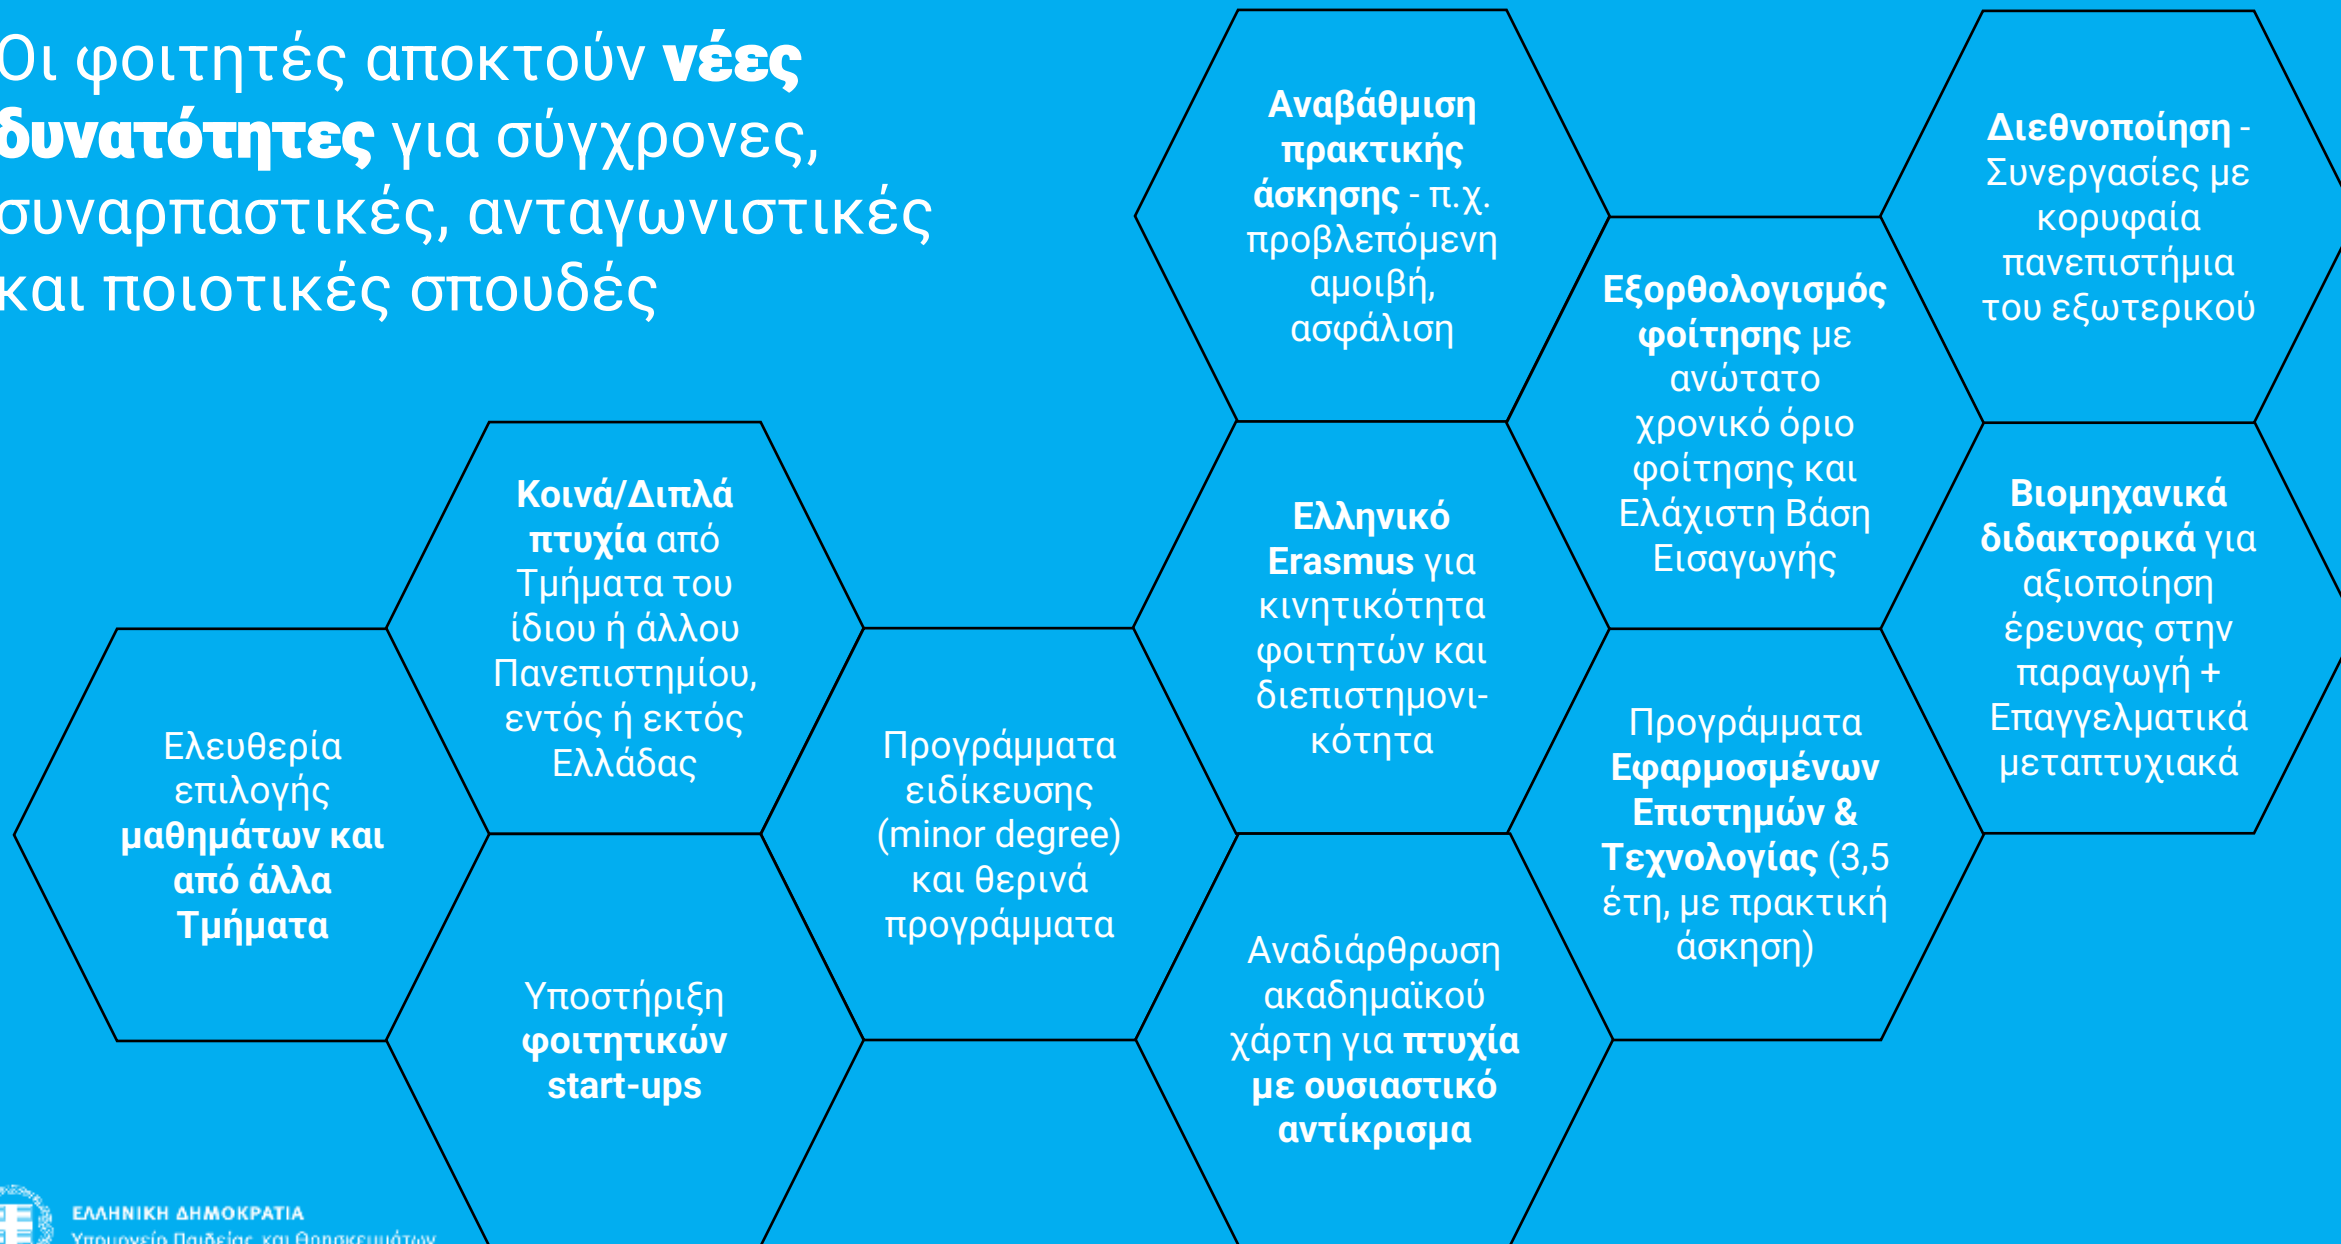 Οι φοιτητές αποκτούν νέες
δυνατότητες για σύγχρονες,
συναρπαστικές, ανταγωνιστικές
και ποιοτικές σπουδές
Ελευθερία
επιλογής
μαθημάτων και
από άλλα
Τμήματα
Κοινά/Διπλά
πτυχία από
Τμήματα του
ίδιου ή άλλου
Πανεπιστημίου,
εντός ή εκτός
Ελλάδας
Υποστήριξη
φοιτητικών
start-ups
Προγράμματα
ειδίκευσης
(minor degree)
και θερινά
προγράμματα
Αναβάθμιση
πρακτικής
άσκησης - π.χ.
προβλεπόμενη
αμοιβή,
ασφάλιση
Ελληνικό
Erasmus για
κινητικότητα
φοιτητών και
διεπιστημονι-
κότητα
Αναδιάρθρωση
ακαδημαϊκού
χάρτη για πτυχία
με ουσιαστικό
αντίκρισμα
Εξορθολογισμός
φοίτησης με
ανώτατο
χρονικό όριο
φοίτησης και
Ελάχιστη Βάση
Εισαγωγής
Προγράμματα
Εφαρμοσμένων
Επιστημών &
Τεχνολογίας (3,5
έτη, με πρακτική
άσκηση)
Διεθνοποίηση -
Συνεργασίες με
κορυφαία
πανεπιστήμια
του εξωτερικού
Βιομηχανικά
διδακτορικά για
αξιοποίηση
έρευνας στην
παραγωγή +
Επαγγελματικά
μεταπτυχιακά
ΕΛΛΗΝΙΚΗ ΔΗΜΟΚΡΑΤΙΑ
Υπουργείο Παιδείας και Θρησκευμάτων